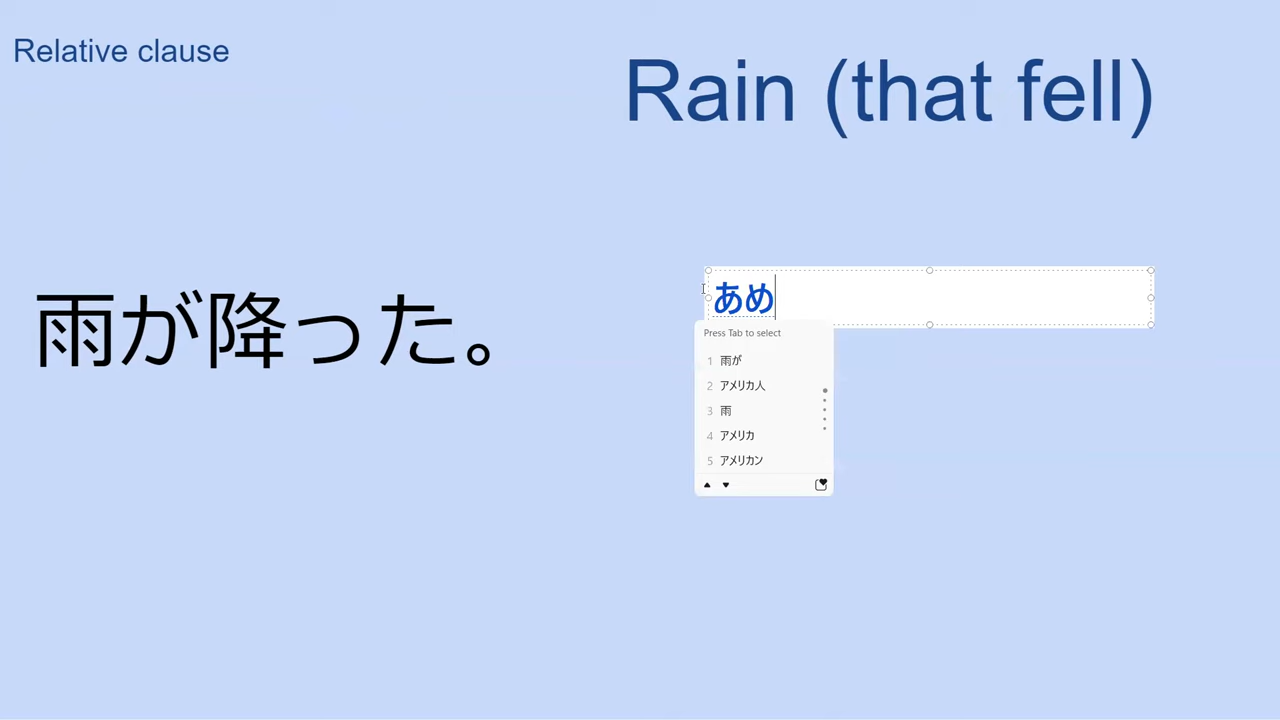 Relative clause
Rain (that fell)
雨が降った。
あめ
Press Tab to select
1 雨が
2 アメリカ人
3 雨
4 アメリカ
5 アメリカン